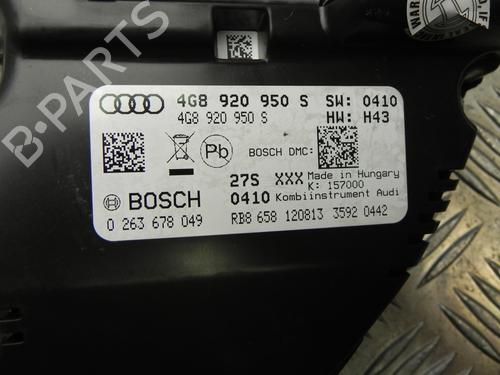 4G8 920 950 S SW: 0410
4G8 920 950 S HW: H43
Pb BOSCH DMC:
27S XXX Made in Hungary
K: 157000
BOSCH 0410 Kombiinstrument Audi
0 263 678 049 RB8 658 120813 3592 0442
B-PARTS